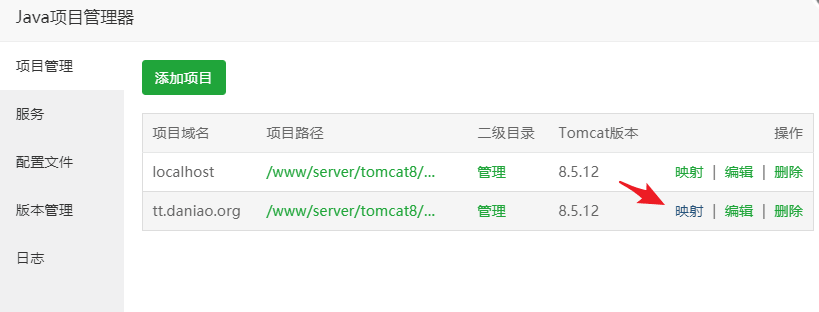 Java项目管理器
项目管理
服务
配置文件
版本管理
日志
添加项目
项目域名 项目路径 二级目录 Tomcat版本 操作
localhost /www/server/tomcat8/... 管理 8.5.12 映射 | 编辑 | 删除
tt.daniao.org /www/server/tomcat8/... 管理 8.5.12 映射 | 编辑 | 删除